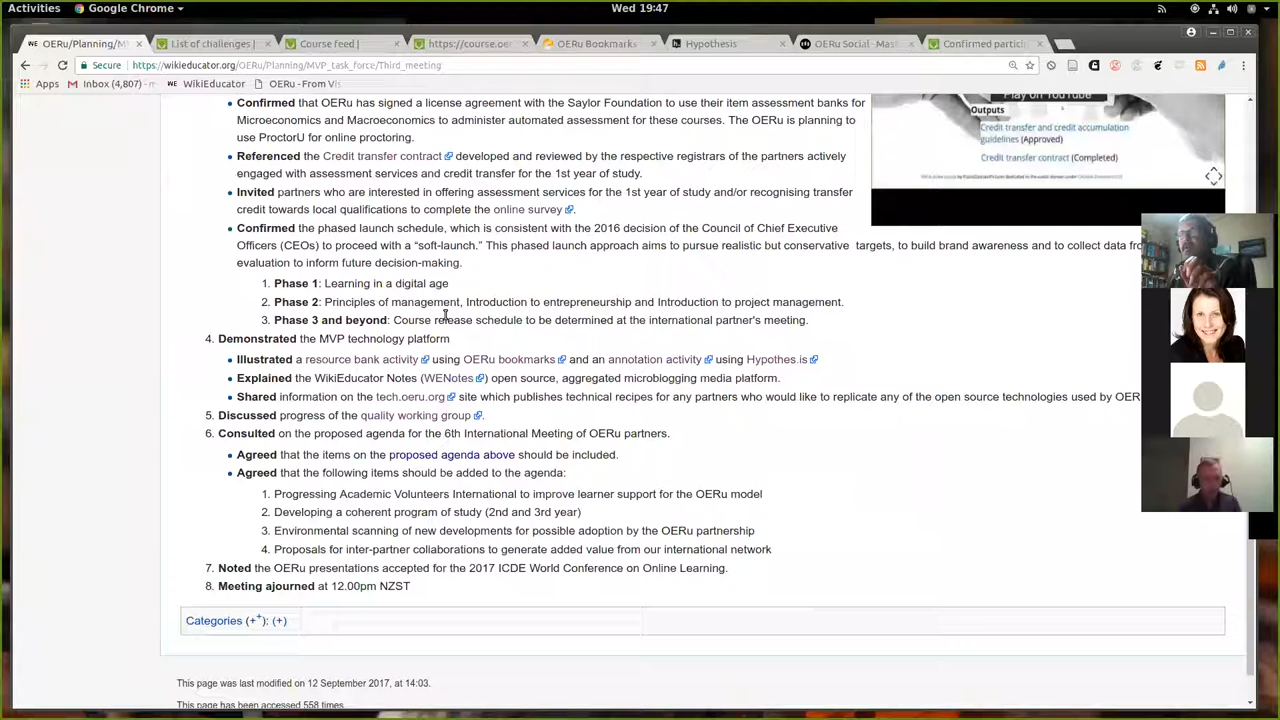 Activities
Google Chrome
Wed 19:47
OERu/Planning/M
List of challenges |
Course feed
https://course.oe
OERu Bookmarks
Hypothesis
OERu Social - Mas
Confirmed partici
Secure
https://wikieducator.org/OERu/Planning/MVP_task_force/Third_meeting
Apps
Inbox (4,807) -
WikiEducator
OERu - From Vis
Confirmed that OERu has signed a license agreement with the Saylor Foundation to use their item assessment banks for
and Macroeconomics to administer automated assessment for these courses. The OERu is planning to
use ProctorU
Referenced the Credit transfer contract developed and reviewed by the respective registrars of the partners actively
engaged with assessment and credit transfer for the 1st year of study.
Invited partners who are in offering assessment services for the 1st year of study and/or recognising transfer
credit towards local qualifications to complete the online survey.
Confirmed the phased launch schedule, which is consistent with the 2016 decision of the Council of Chief Executive
Officers (CEOs) to proceed with a “soft-launch.” This phased launch approach aims to pursue realistic but conservative targets, to build brand awareness and to collect data fro
evaluation to inform future decision-making.
1. Phase 1: Learning in a digital age
2. Phase 2: Principles of management, Introduction to entrepreneurship and Introduction to project management.
3. Phase 3 and beyond: Course release schedule to be determined at the international partner's meeting.
4. Demonstrated the MVP technology platform
Illustrated a resource bank activity using OERu bookmarks and an annotation activity using Hypothes.is
Explained the WikiEducator Notes (WENotes) open source, aggregated microblogging media platform.
Shared information on the tech.oeru.org site which publishes technical recipes for any partners who would like to replicate any of the open source technologies used by OER
5. Discussed progress of the quality working group.
6. Consulted on the proposed agenda for the 6th International Meeting of OERu partners.
Agreed that the items on the proposed agenda above should be included.
Agreed that the following items should be added to the agenda:
1. Progressing Academic Volunteers International to improve learner support for the OERu model
2. Developing a coherent program of study (2nd and 3rd year)
3. Environmental scanning of new developments for possible adoption by the OERu partnership
4. Proposals for inter-partner collaborations to generate added value from our international network
7. Noted the OERu presentations accepted for the 2017 ICDE World Conference on Online Learning.
8. Meeting ajourned at 12.00pm NZST
Categories (++): (+)
This page was last modified on 12 September 2017, at 14:03.
This page has been accessed 558 times.
Play on YouTube
Outputs
Credit transfer and credit accumulation
guidelines (Approved)
Credit transfer contract (Completed)